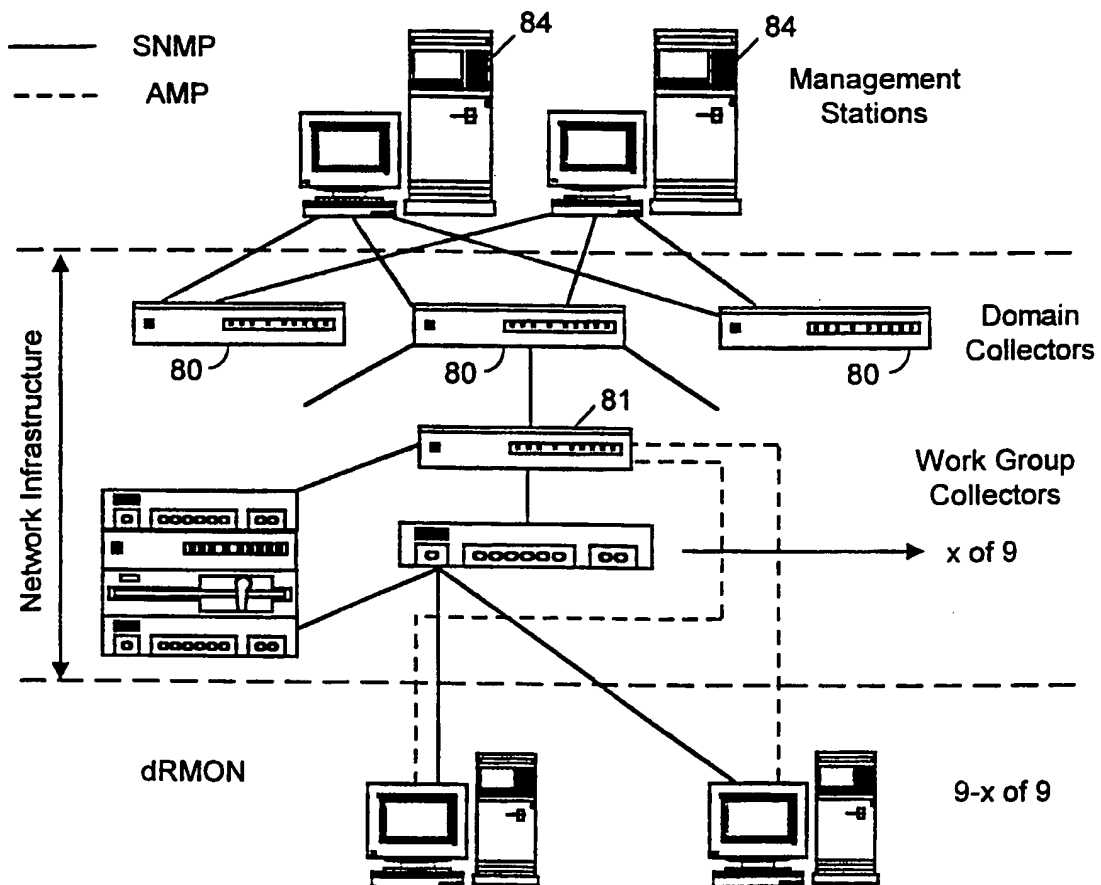 SNMP
AMP
84
84
Management
Stations
Network Infrastructure
80
80
80
Domain
Collectors
81
Work Group
Collectors
x of 9
dRMON
9-x of 9